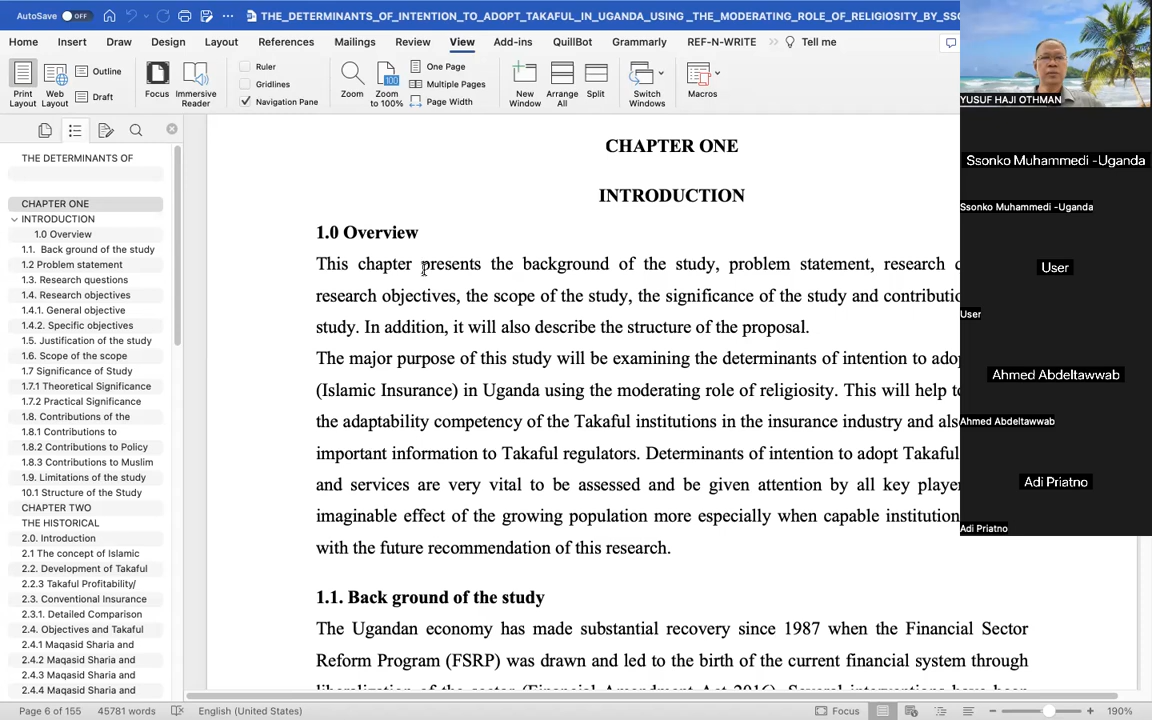 AutoSave OFF
THE_DETERMINANTS_OF_INTENTION_TO_ADOPT_TAKAFUL_IN_UGANDA_USING _THE_MODERATING_ROLE_OF_RELIGIOSITY_BY_SSO
Home Insert Draw Design Layout References Mailings Review View Add-ins QuillBot Grammarly REF-N-WRITE >> Tell me
Print Layout
Web Layout
Outline
Draft
Focus
Immersive Reader
Ruler
Gridlines
Navigation Pane
Zoom
Zoom to 100%
100
One Page
Multiple Pages
Page Width
New Window
Arrange All
Split
Switch Windows
Macros
THE DETERMINANTS OF
CHAPTER ONE
INTRODUCTION
1.0 Overview
1.1. Back ground of the study
1.2 Problem statement
1.3. Research questions
1.4. Research objectives
1.4.1. General objective
1.4.2. Specific objectives
1.5. Justification of the study
1.6. Scope of the scope
1.7 Significance of Study
1.7.1 Theoretical Significance
1.7.2 Practical Significance
1.8. Contributions of the
1.8.1 Contributions to
1.8.2 Contributions to Policy
1.8.3 Contributions to Muslim
1.9. Limitations of the study
10.1 Structure of the Study
CHAPTER TWO
THE HISTORICAL
2.0. Introduction
2.1 The concept of Islamic
2.2. Development of Takaful
2.2.3 Takaful Profitability/
2.3. Conventional Insurance
2.3.1. Detailed Comparison
2.4. Objectives and Takaful
2.4.1 Maqasid Sharia and
2.4.2 Maqasid Sharia and
2.4.3 Maqasid Sharia and
2.4.4 Maqasid Sharia and
CHAPTER ONE
INTRODUCTION
1.0 Overview
This chapter presents the background of the study, problem statement, research
research objectives, the scope of the study, the significance of the study and contributio
study. In addition, it will also describe the structure of the proposal.
The major purpose of this study will be examining the determinants of intention to ado
(Islamic Insurance) in Uganda using the moderating role of religiosity. This will help t
the adaptability competency of the Takaful institutions in the insurance industry and als
important information to Takaful regulators. Determinants of intention to adopt Takaful
and services are very vital to be assessed and be given attention by all key player
imaginable effect of the growing population more especially when capable institution
with the future recommendation of this research.
1.1. Back ground of the study
The Ugandan economy has made substantial recovery since 1987 when the Financial Sector
Reform Program (FSRP) was drawn and led to the birth of the current financial system through
liberalization of the sector (Financial Amendment Act 2016). Several interventions have been
YUSUF HAJI OTHMAN
Ssonko Muhammedi -Uganda
Ssonko Muhammedi -Uganda
User
User
Ahmed Abdeltawwab
Ahmed Abdeltawwab
Adi Priatno
Adi Priatno
Page 6 of 155 45781 words English (United States) Focus 190%